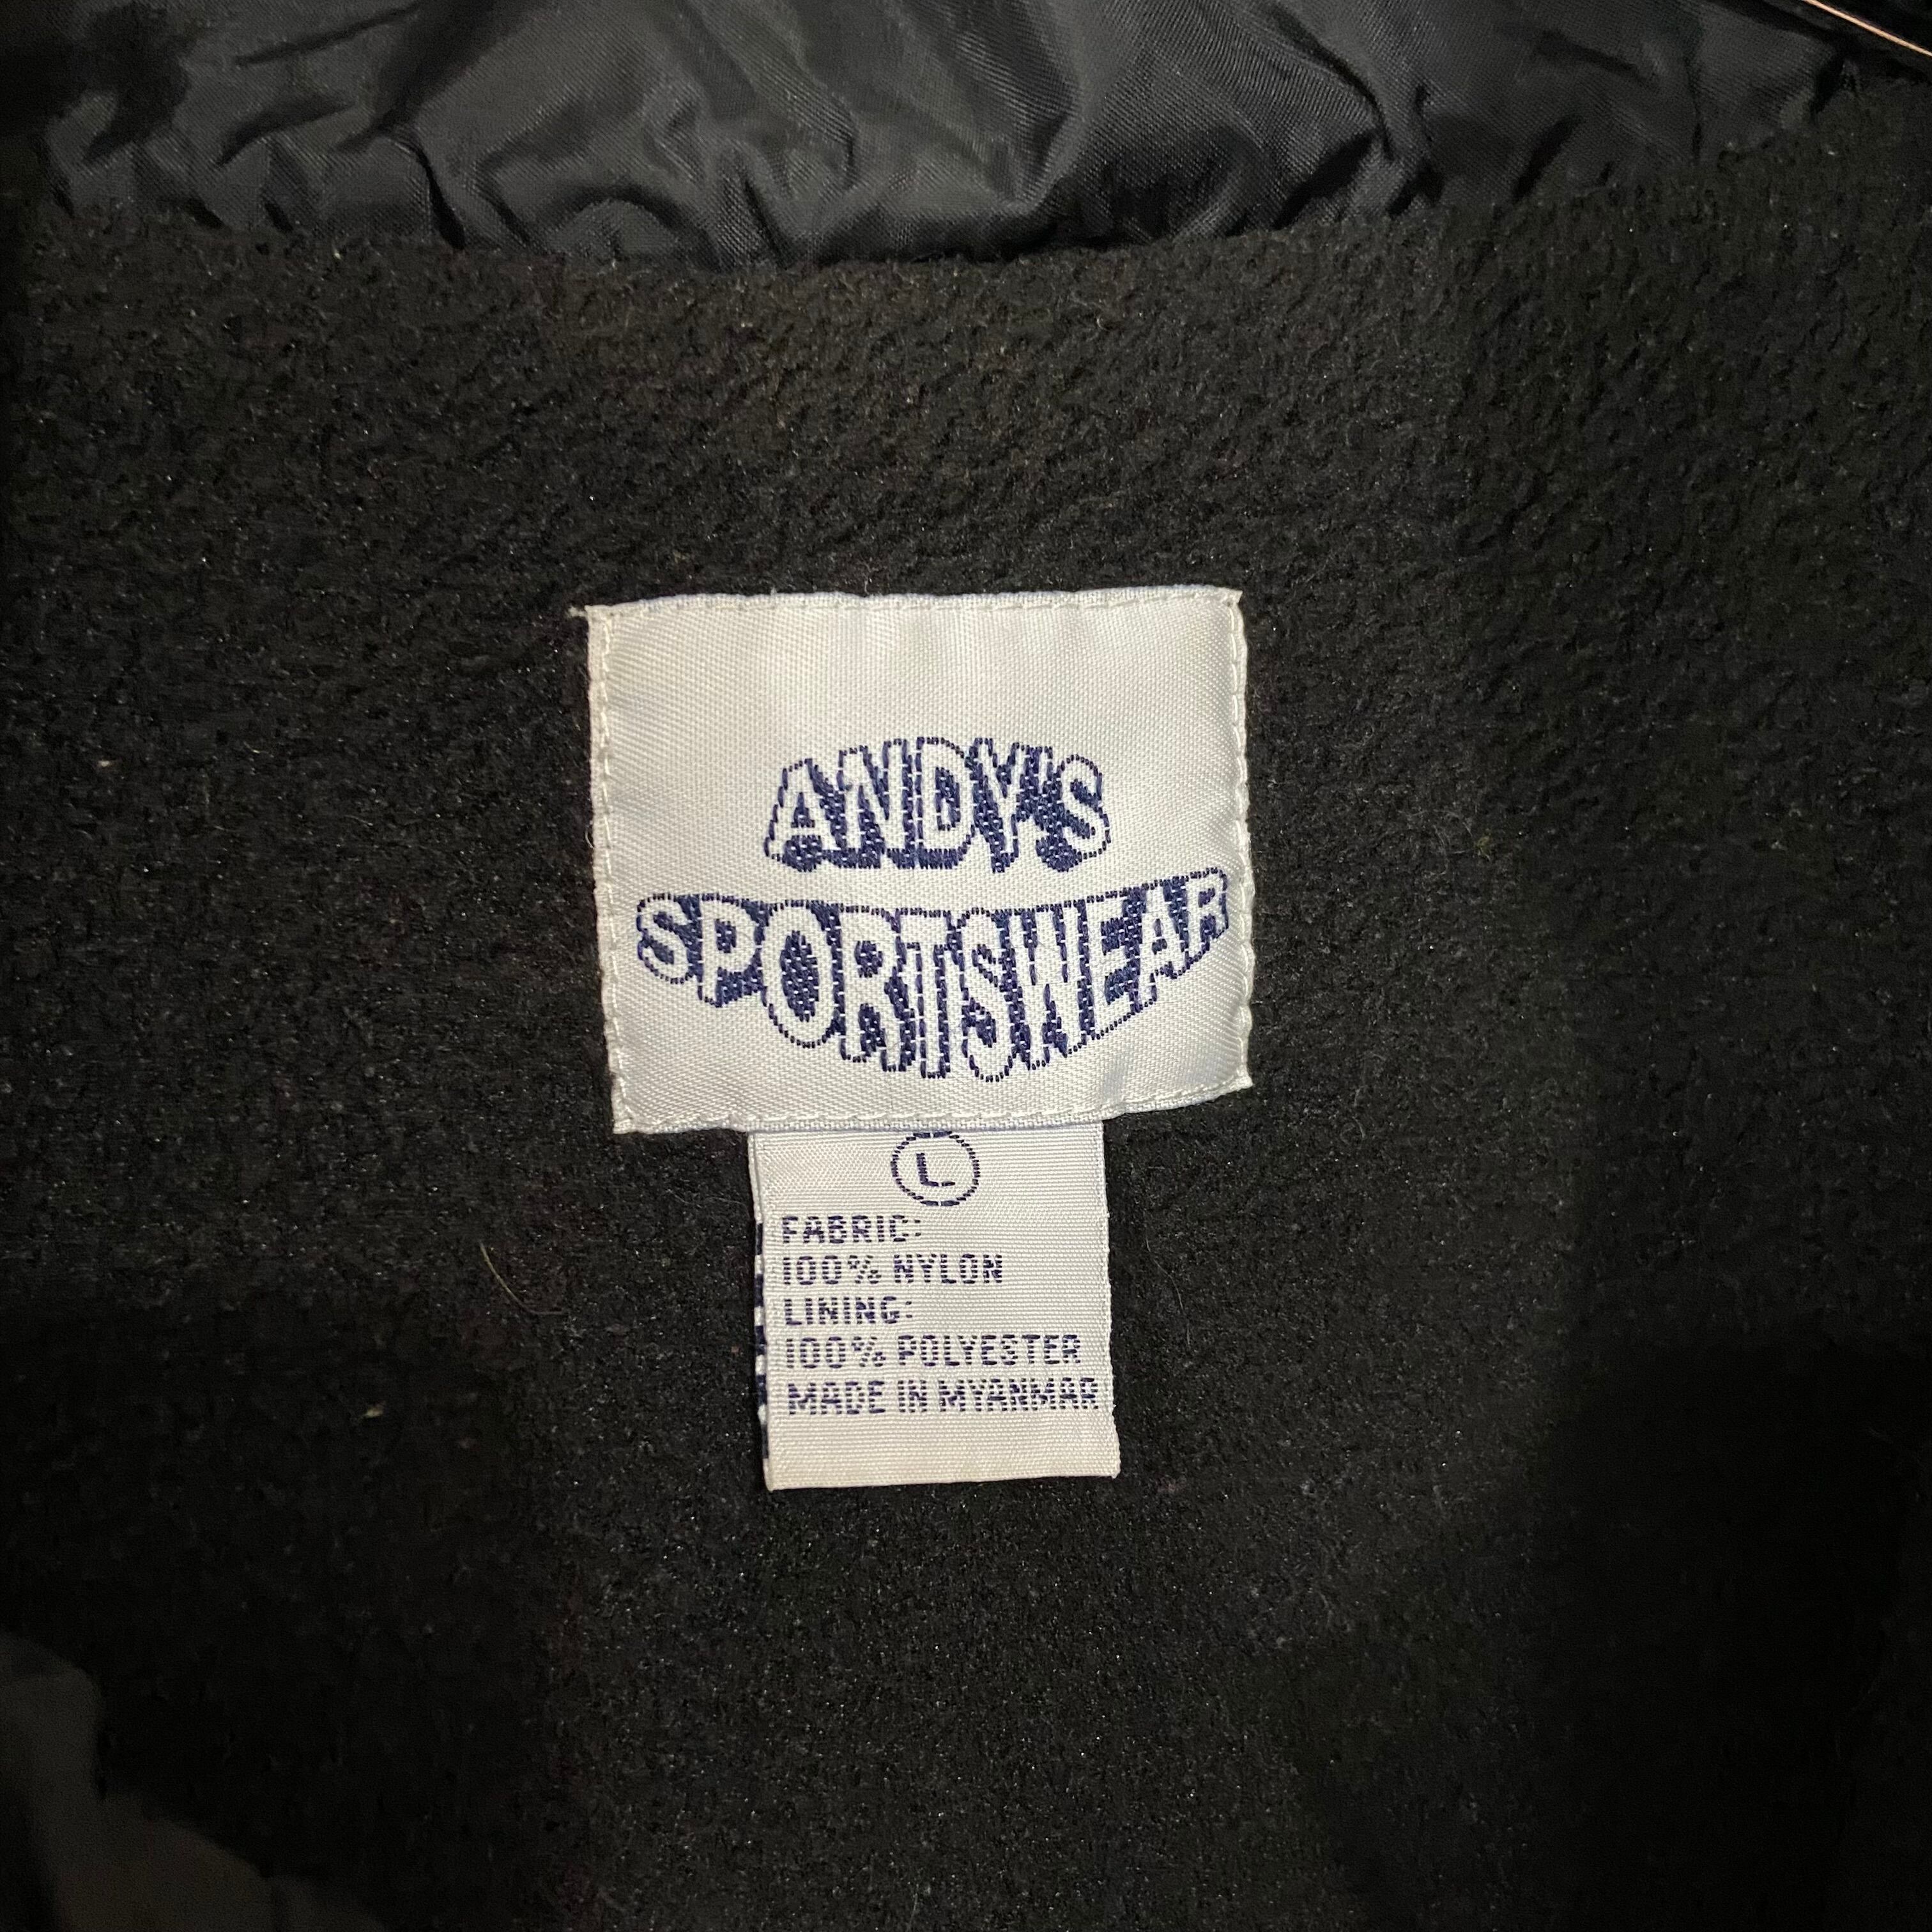 ANDY'S
SPORTSWEAR
L
FABRIC:
100% NYLON
LINING:
100% POLYESTER
MADE IN MYANMAR